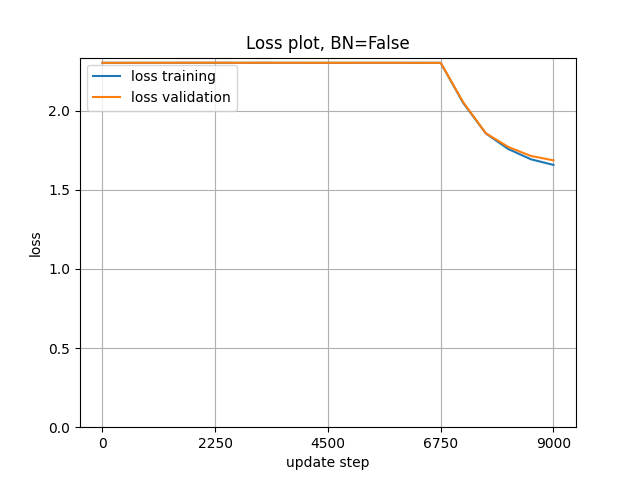 Loss plot, BN=False
loss training
loss validation
2.0
1.5
1.0
0.5
0.0
loss
0 2250 4500 6750 9000
update step